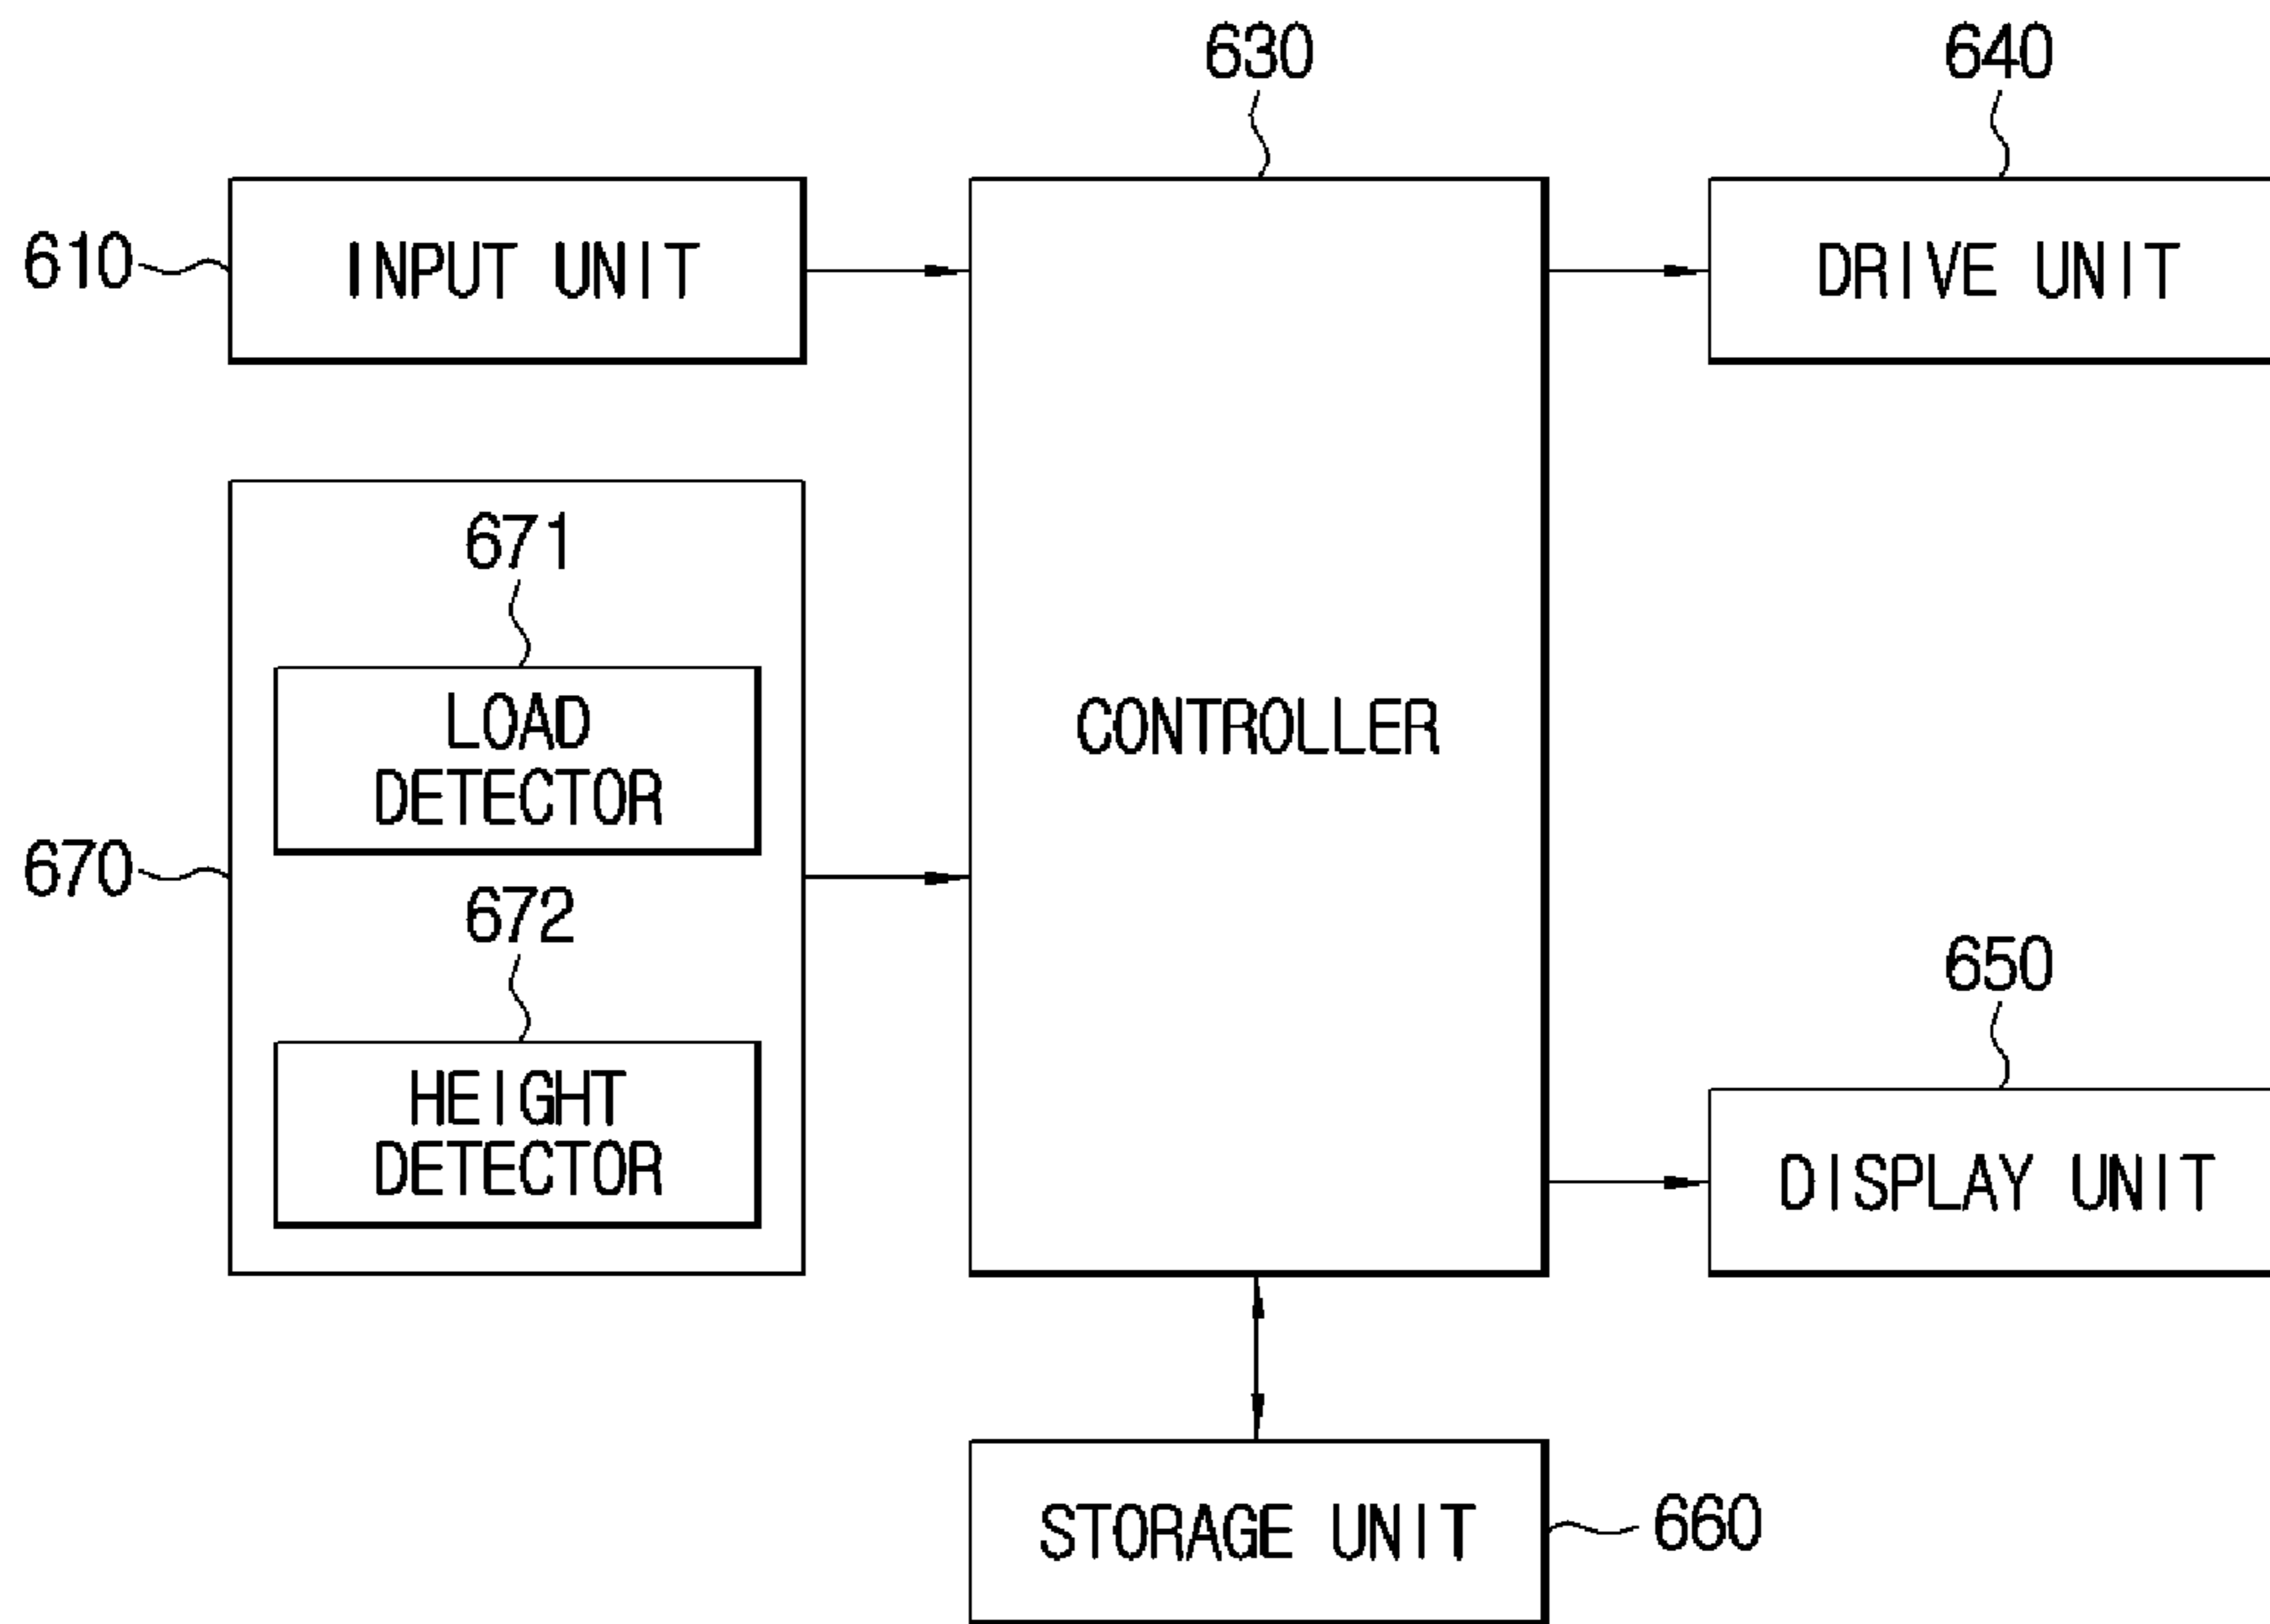 630
640
610
INPUT UNIT
DRIVE UNIT
671
LOAD
DETECTOR
CONTROLLER
670
672
650
HEIGHT
DETECTOR
DISPLAY UNIT
STORAGE UNIT
660